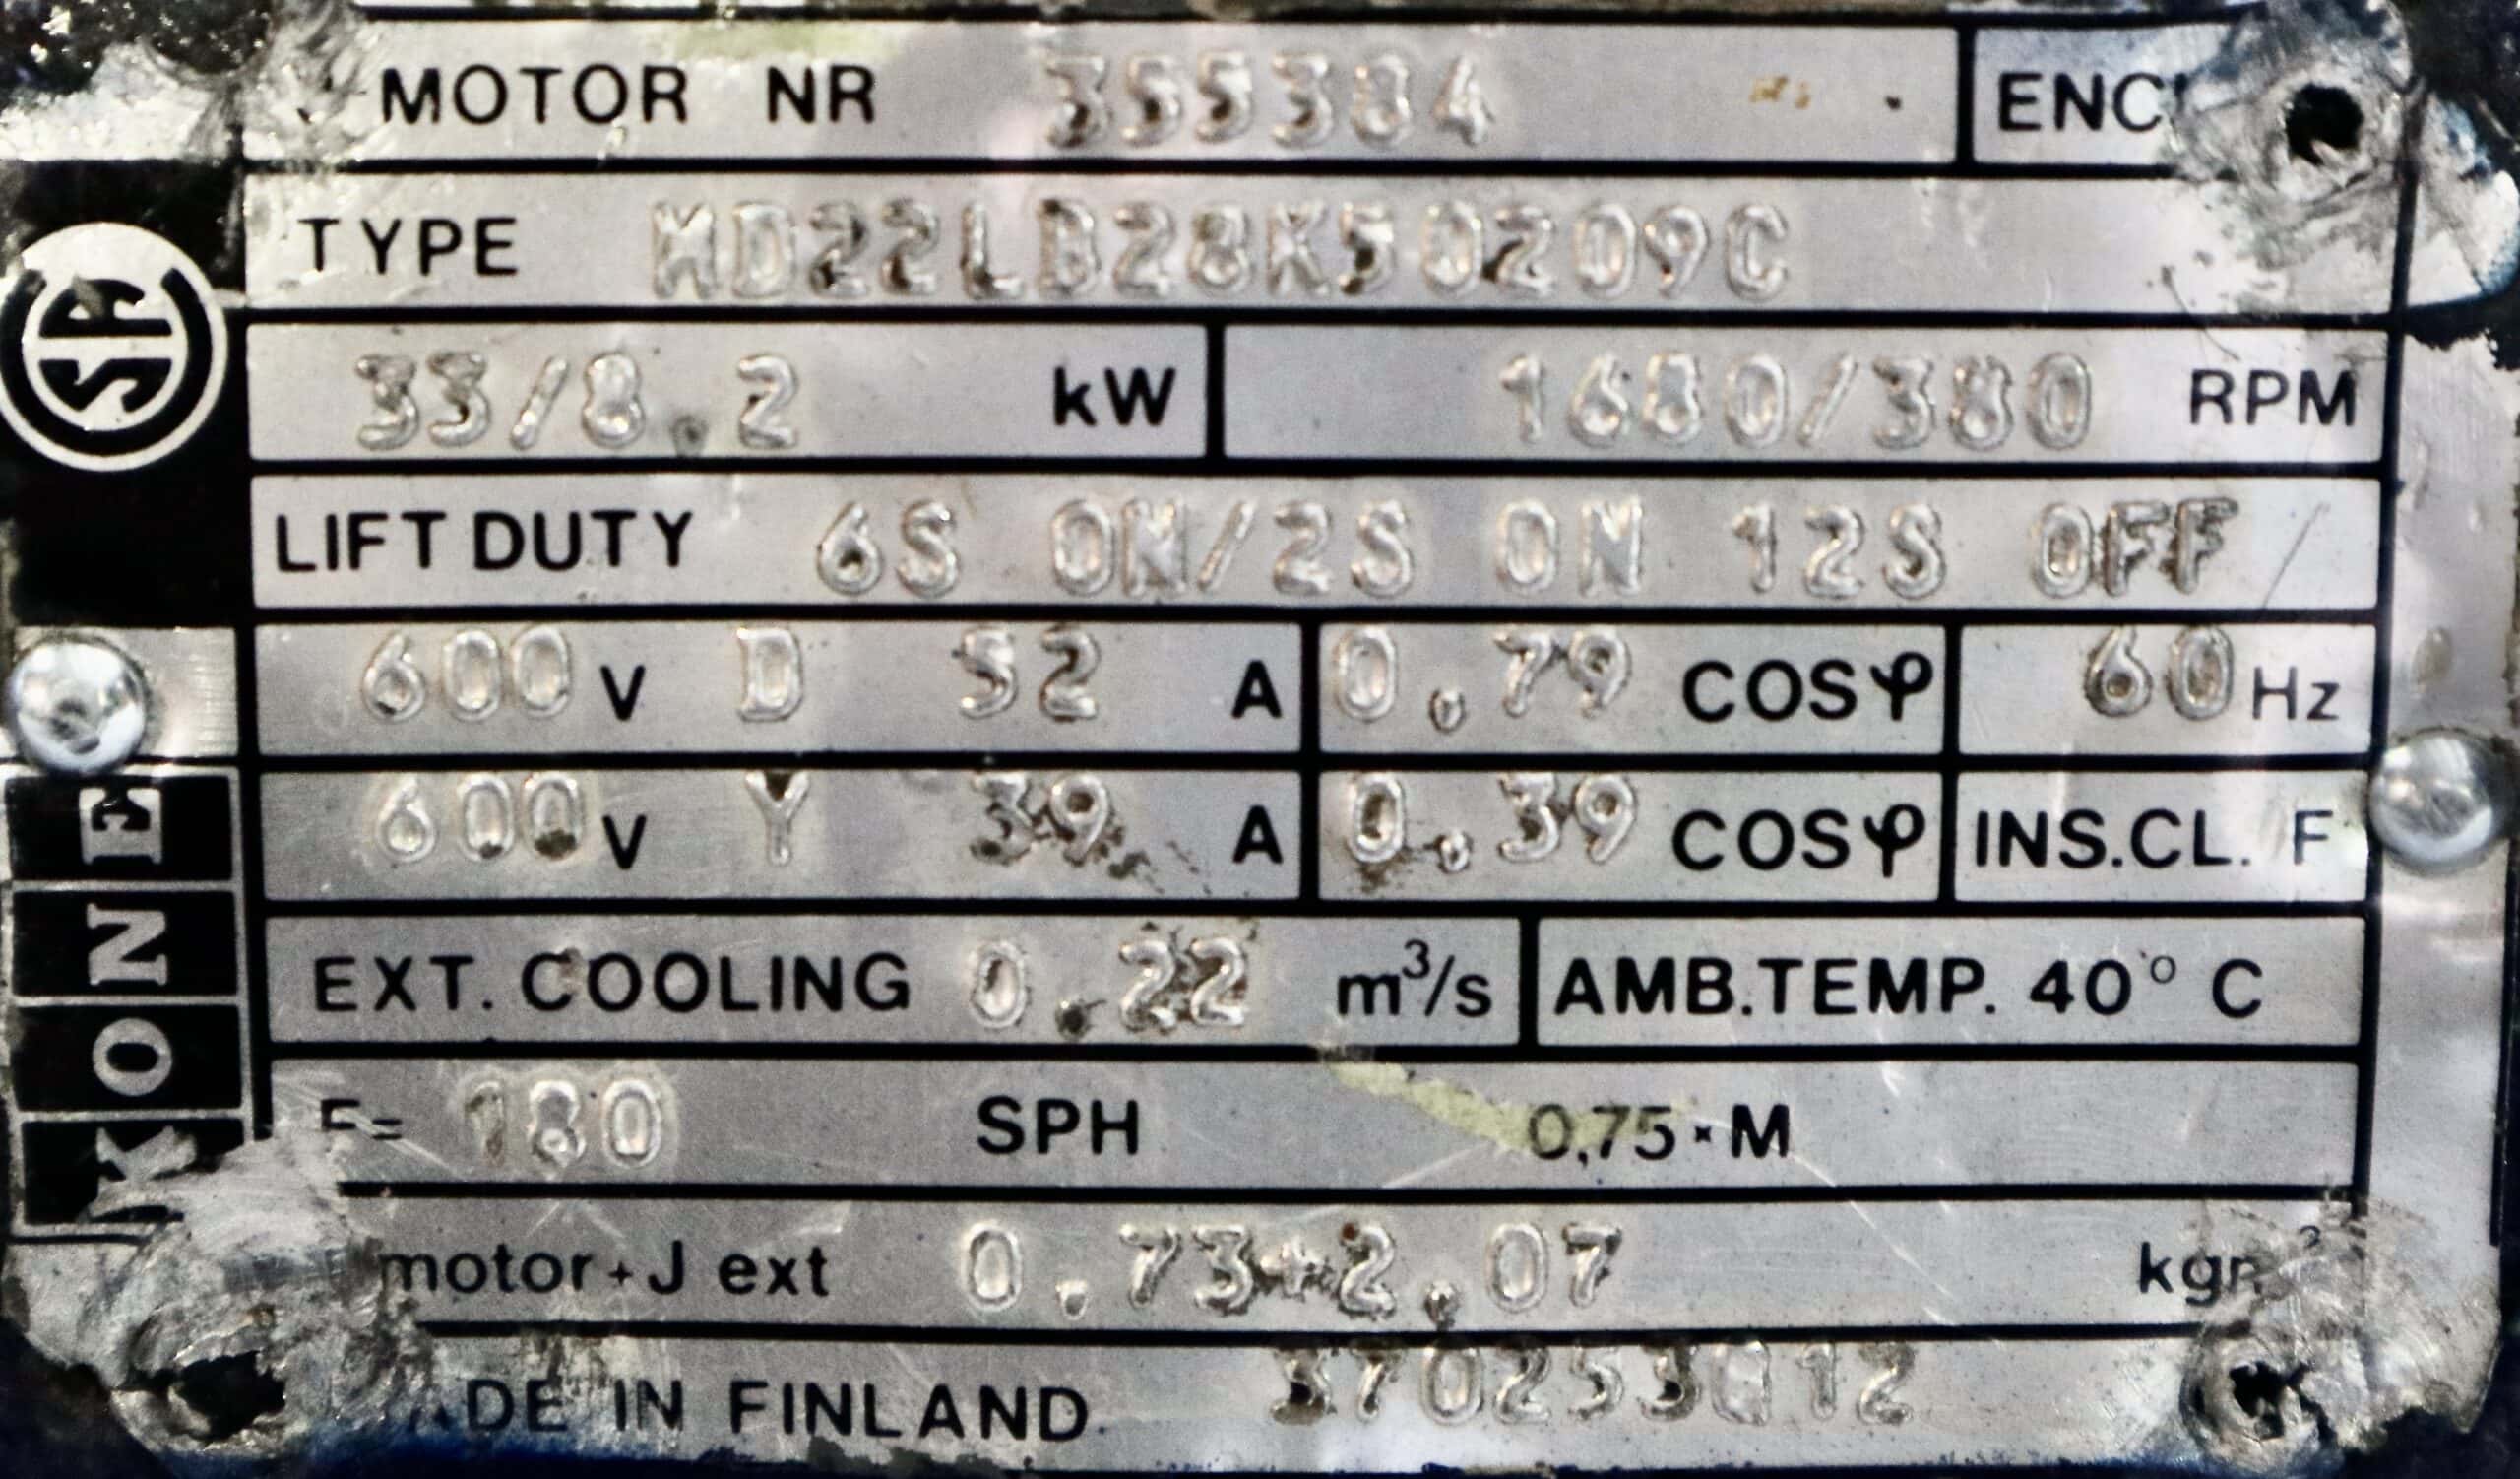 MOTOR NR 355384 ENC
TYPE MD22LB28K50209C
33/8.2 kW 1680/380 RPM
LIFT DUTY 6S ON/2S ON 12S OFF
600 V D 52 A 0.79 COSφ 60 Hz
600 V Y 39 A 0.39 COSφ INS.CL. F
EXT. COOLING 0.22 m³/s AMB.TEMP. 40° C
F= 180 SPH 0,75×M
motor+J ext 0.73+2.07
IN FINLAND
KONE